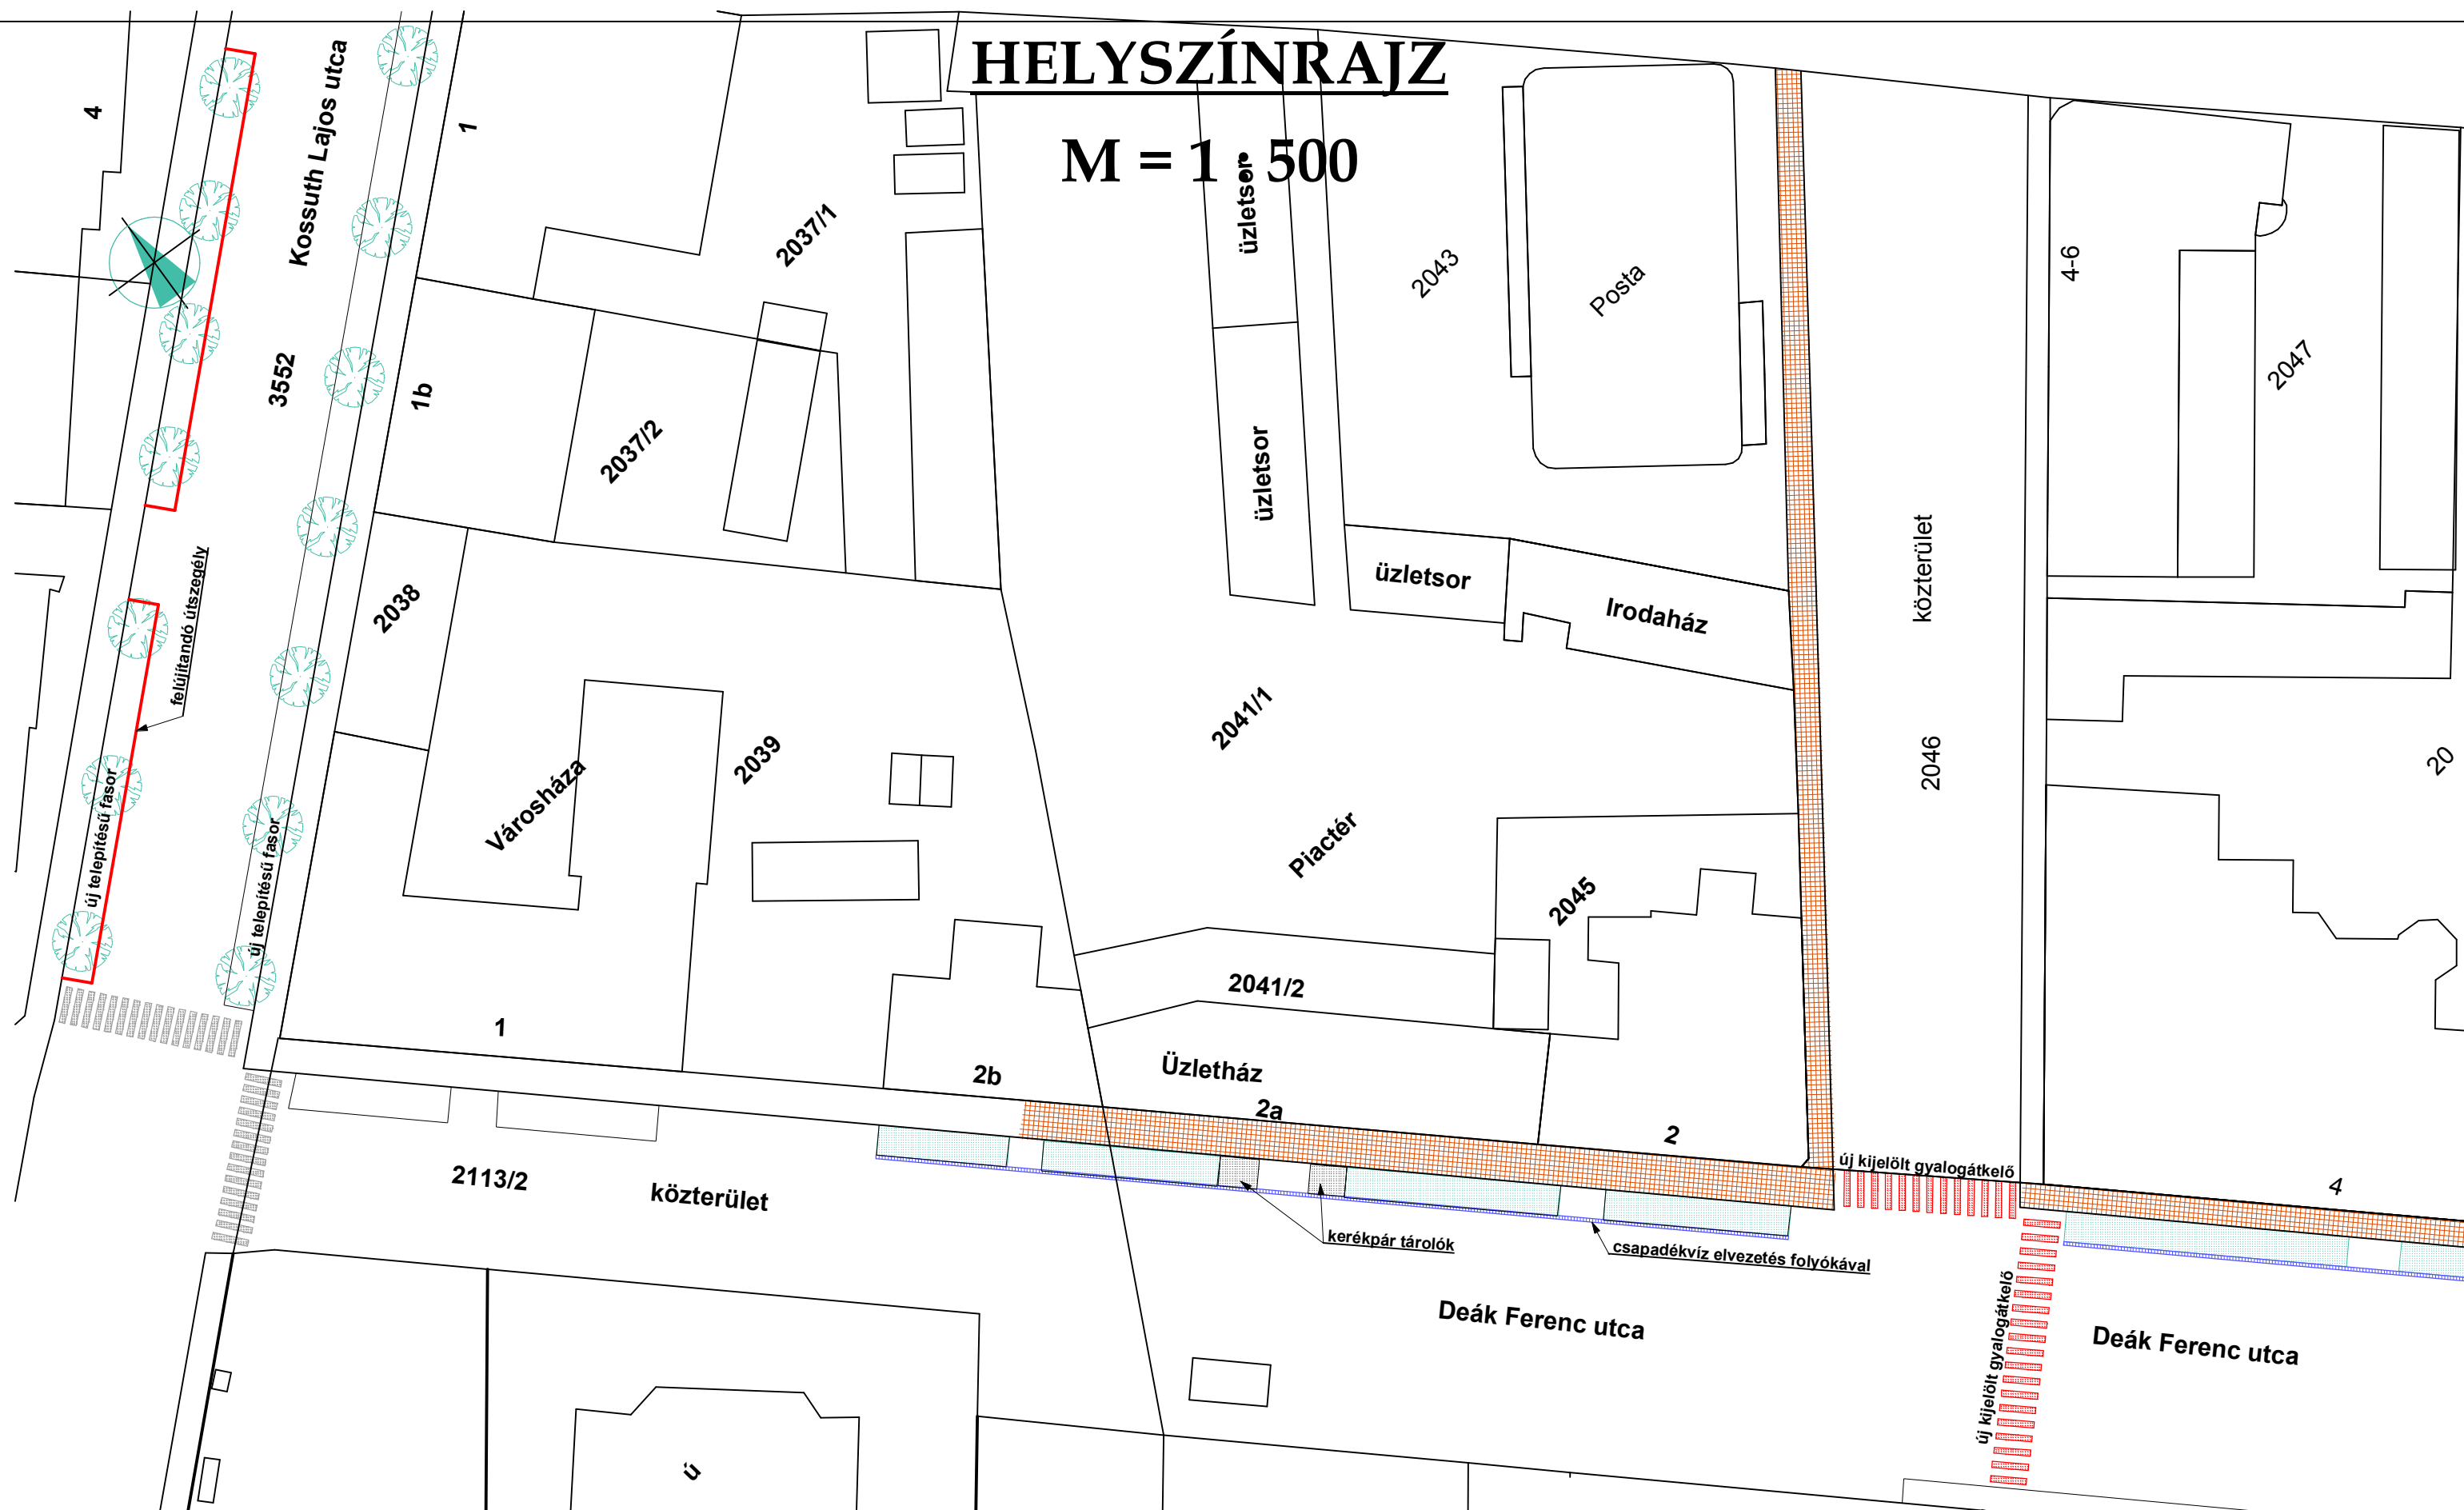 HELYSZÍNRAJZ
M = 1 : 500
4
Kossuth Lajos utca
1
2037/1
üzletsor
2043
Posta
4-6
2047
3552
1b
2037/2
üzletsor
közterület
üzletsor
Irodaház
felújítandó útszegély
2038
2041/1
2046
20
Városháza
2039
új telepítésű fasor
új telepítésű fasor
Piactér
2045
2041/2
1
2b
Üzletház
2a
2
új kijelölt gyalogátkelő
4
2113/2
közterület
kerékpár tárolók
csapadékvíz elvezetés folyókával
Deák Ferenc utca
új kijelölt gyalogátkelő
Deák Ferenc utca
ú